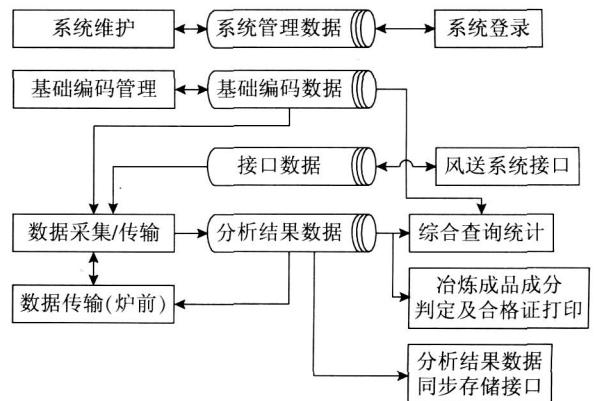 系统维护
系统管理数据
系统登录
基础编码管理
基础编码数据
接口数据
风送系统接口
数据采集/传输
分析结果数据
综合查询统计
数据传输(炉前)
冶炼成品成分
判定及合格证打印
分析结果数据
同步存储接口